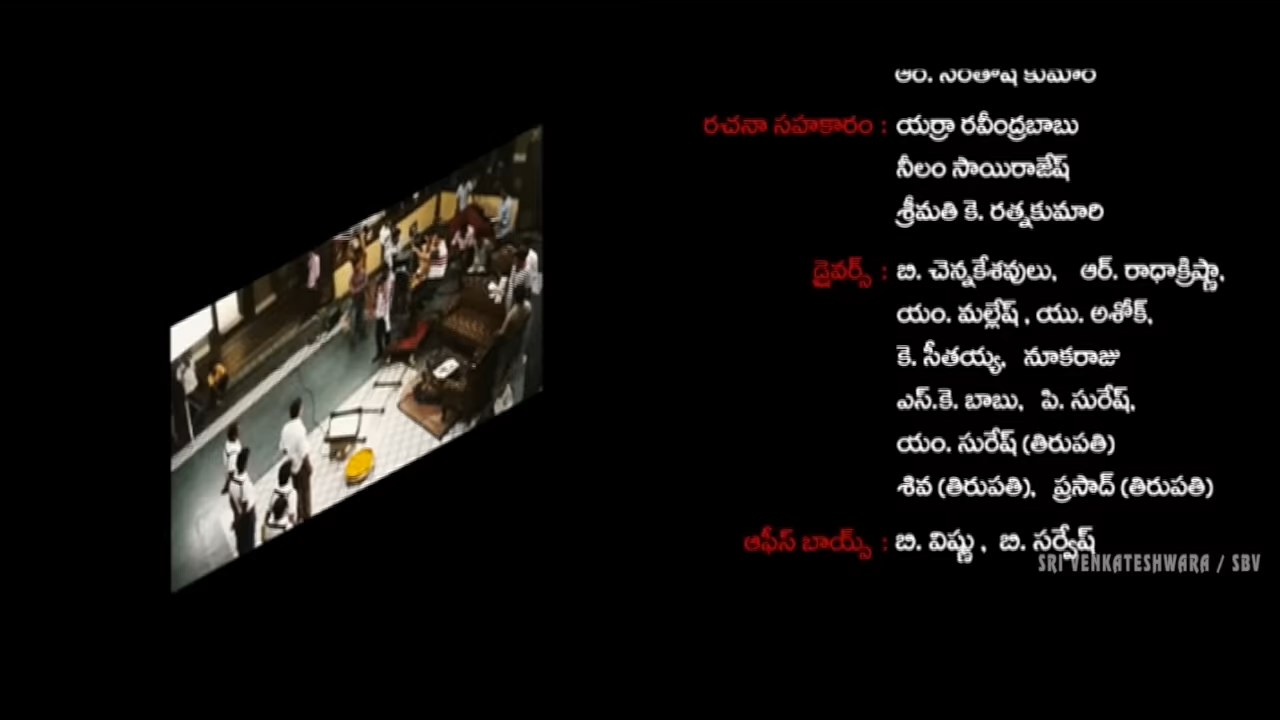 ఆర్. సంతోష్ కుమార్
రచనా సహకారం : యర్రా రవీంద్రబాబు
నీలం సాయిరాజేష్
శ్రీమతి కె. రత్నకుమారి
డ్రైవర్స్ : బి. చెన్నకేశవులు, ఆర్. రాధాక్రిష్ణా,
యం. మల్లేష్ , యు. అశోక్,
కె. సీతయ్య, నూకరాజు
ఎస్.కె. బాబు, పి. సురేష్,
యం. సురేష్ (తిరుపతి)
శివ (తిరుపతి), ప్రసాద్ (తిరుపతి)
ఆఫీస్ బాయ్స్ : బి. విష్ణు , బి. సర్వేష్
SRI VENKATESHWARA / SBV